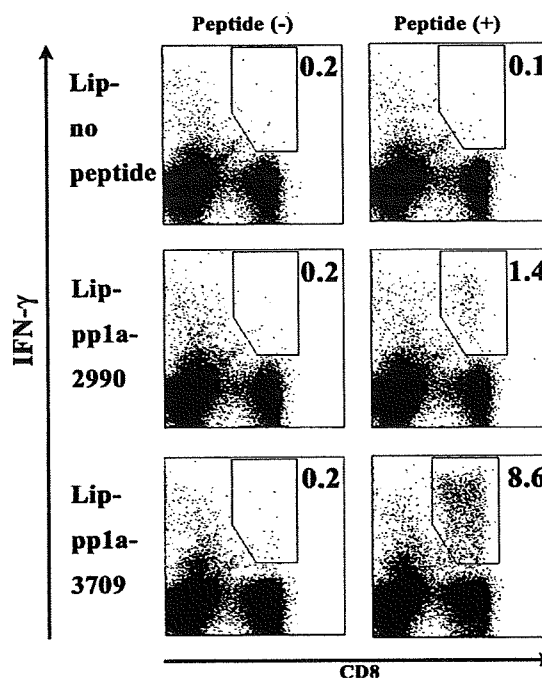 Peptide (-)
Peptide (+)
Lip-
no
peptide
0.2
0.1
Lip-
pp1a-
2990
0.2
1.4
Lip-
pp1a-
3709
0.2
8.6
IFN-γ
CD8